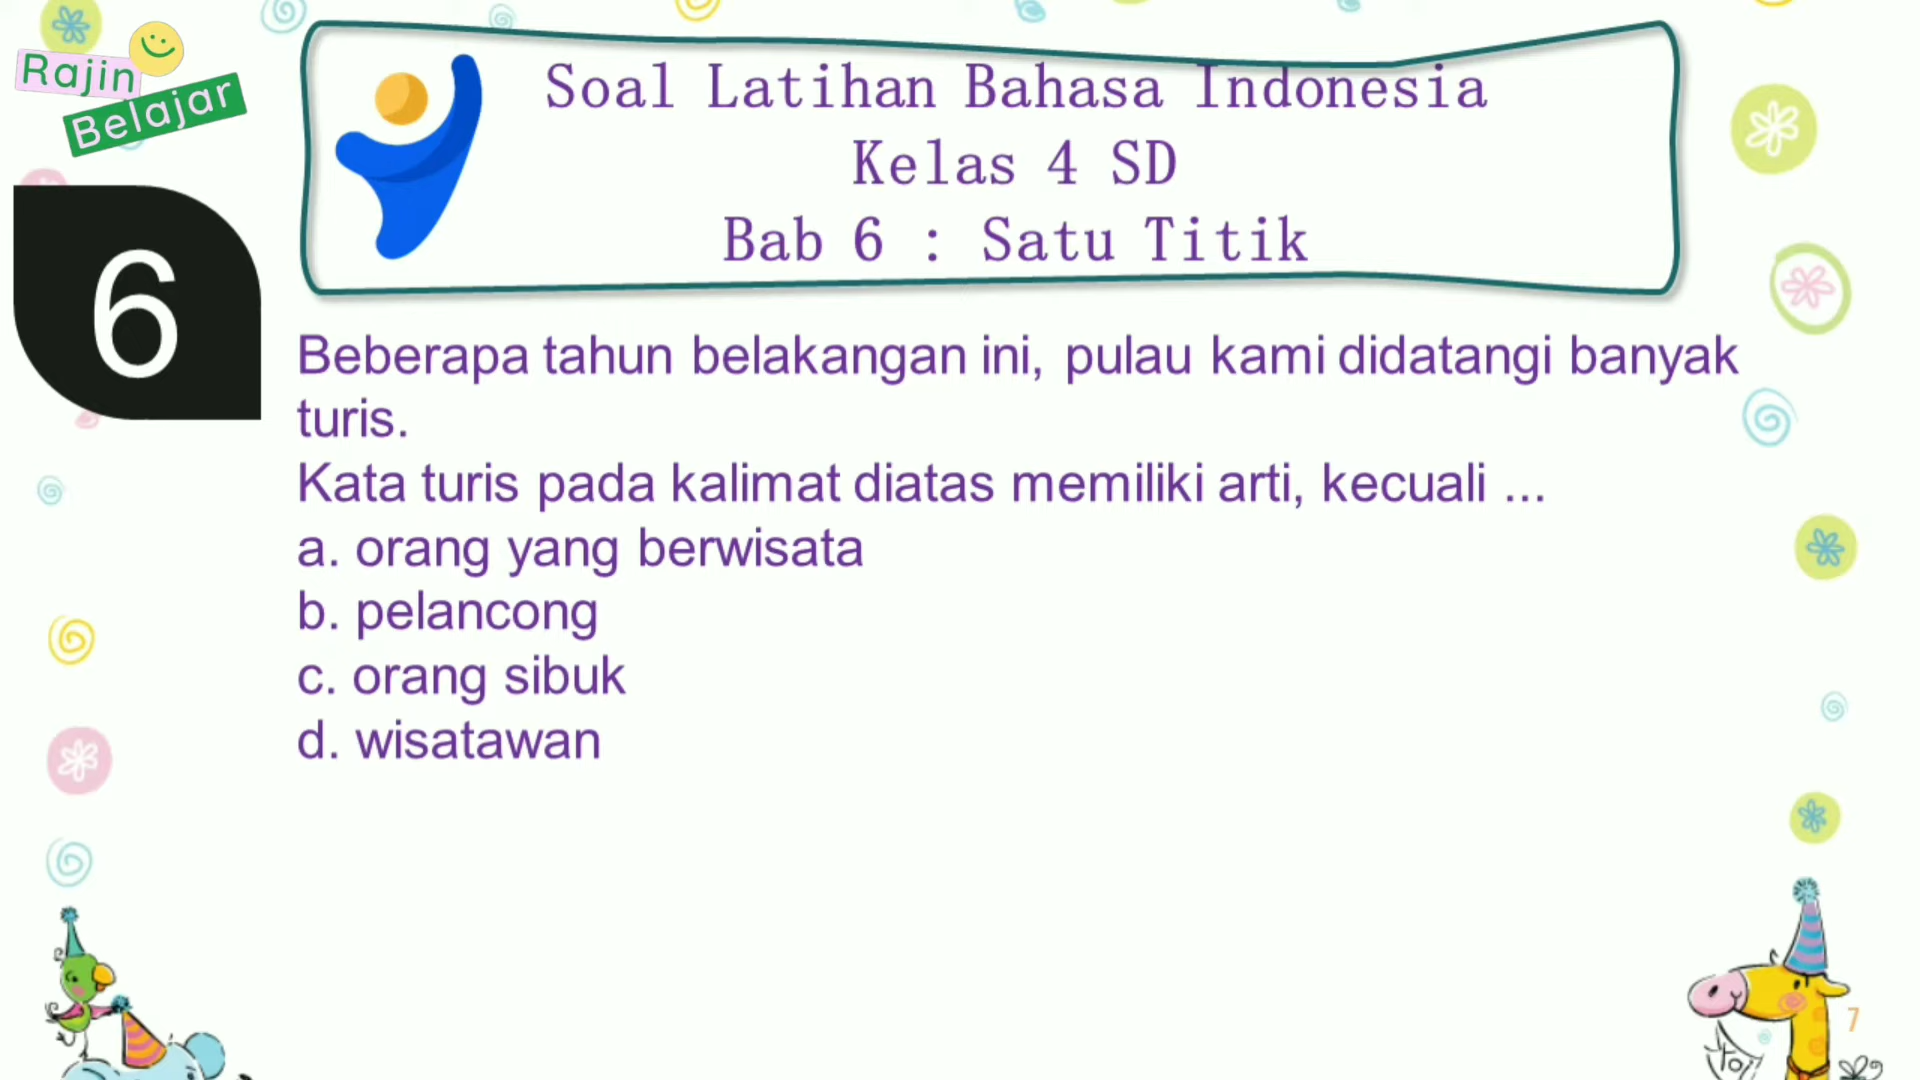 Rajin
Belajar
Soal Latihan Bahasa Indonesia
Kelas 4 SD
Bab 6 : Satu Titik
6
Beberapa tahun belakangan ini, pulau kami didatangi banyak
turis.
Kata turis pada kalimat diatas memiliki arti, kecuali ...
a. orang yang berwisata
b. pelancong
c. orang sibuk
d. wisatawan
7